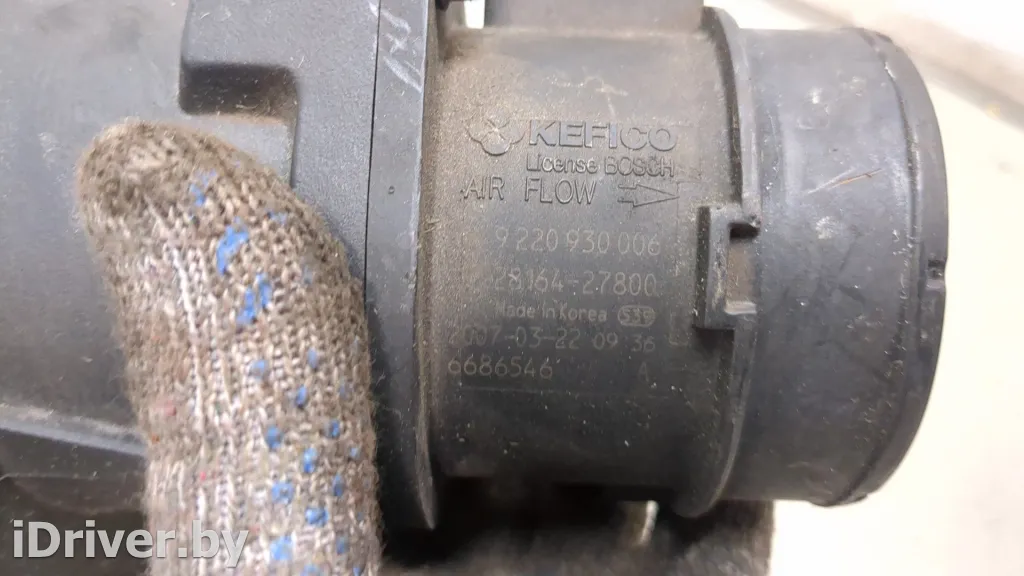 KEFICO
License BOSCH
AIR FLOW
9 220 930 006
28164-27800
Made in Korea
2007-03-22 09 36
6686546 A
iDriver.by